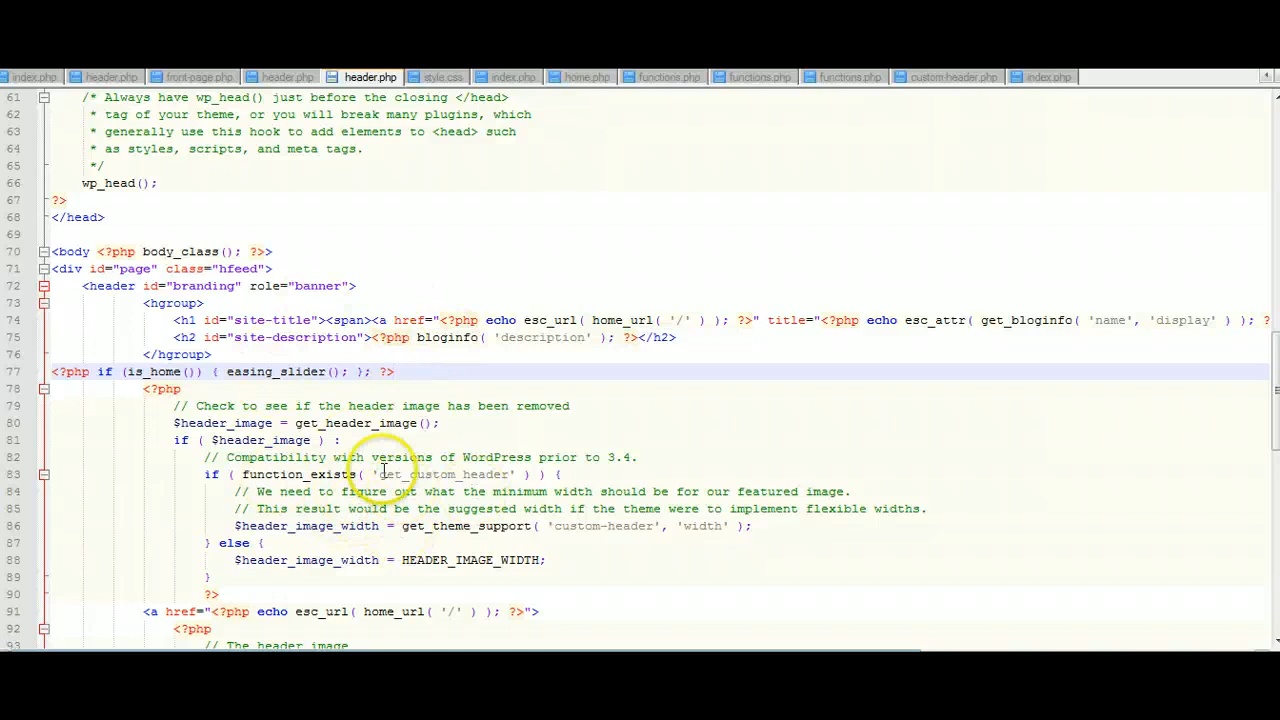 index.php header.php front-page.php header.php header.php style.css index.php home.php functions.php functions.php functions.php custom-header.php index.php
61 /* Always have wp_head() just before the closing </head>
62 * tag of your theme, or you will break many plugins, which
63 * generally use this hook to add elements to <head> such
64 * as styles, scripts, and meta tags.
65 */
66 wp_head();
67 ?>
68 </head>
69
70 <body <?php body_class(); ?>>
71 <div id="page" class="hfeed">
72 <header id="branding" role="banner">
73 <hgroup>
74 <h1 id="site-title"><span><a href="<?php echo esc_url( home_url( '/' ) ); ?>" title="<?php echo esc_attr( get_bloginfo( 'name', 'display' ) ); ?
75 <h2 id="site-description"><?php bloginfo( 'description' ); ?></h2>
76 </hgroup>
77 <?php if (is_home()) { easing_slider(); }; ?>
78 <?php
79 // Check to see if the header image has been removed
80 $header_image = get_header_image();
81 if ( $header_image ) :
82 // Compatibility with versions of WordPress prior to 3.4.
83 if ( function_exists( 'get_custom_header' ) ) {
84 // We need to figure out what the minimum width should be for our featured image.
85 // This result would be the suggested width if the theme were to implement flexible widths.
86 $header_image_width = get_theme_support( 'custom-header', 'width' );
87 } else {
88 $header_image_width = HEADER_IMAGE_WIDTH;
89 }
90 ?>
91 <a href="<?php echo esc_url( home_url( '/' ) ); ?>">
92 <?php
93 // The header image